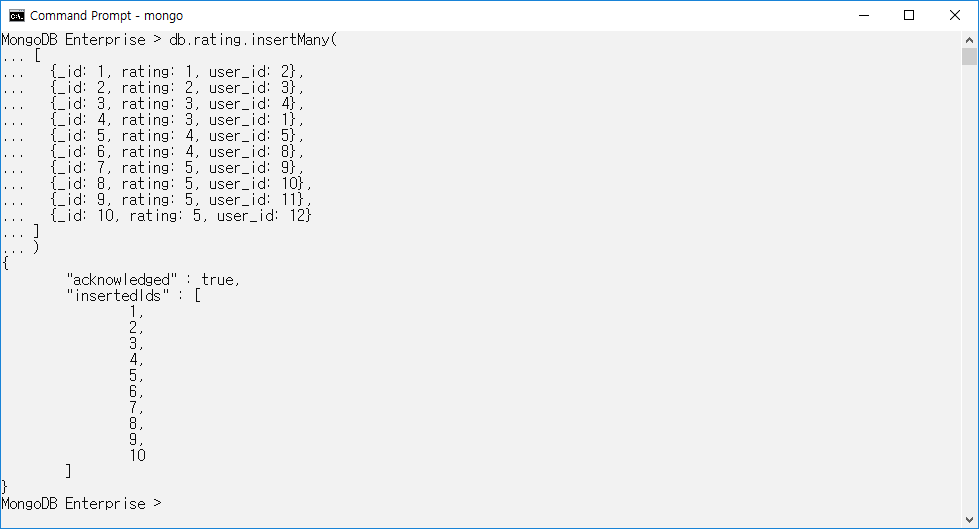 Command Prompt - mongo
MongoDB Enterprise > db.rating.insertMany(
... [
...   {_id: 1, rating: 1, user_id: 2},
...   {_id: 2, rating: 2, user_id: 3},
...   {_id: 3, rating: 3, user_id: 4},
...   {_id: 4, rating: 3, user_id: 1},
...   {_id: 5, rating: 4, user_id: 5},
...   {_id: 6, rating: 4, user_id: 8},
...   {_id: 7, rating: 5, user_id: 9},
...   {_id: 8, rating: 5, user_id: 10},
...   {_id: 9, rating: 5, user_id: 11},
...   {_id: 10, rating: 5, user_id: 12}
... ]
... )
{
        "acknowledged" : true,
        "insertedIds" : [
                1,
                2,
                3,
                4,
                5,
                6,
                7,
                8,
                9,
                10
        ]
}
MongoDB Enterprise >